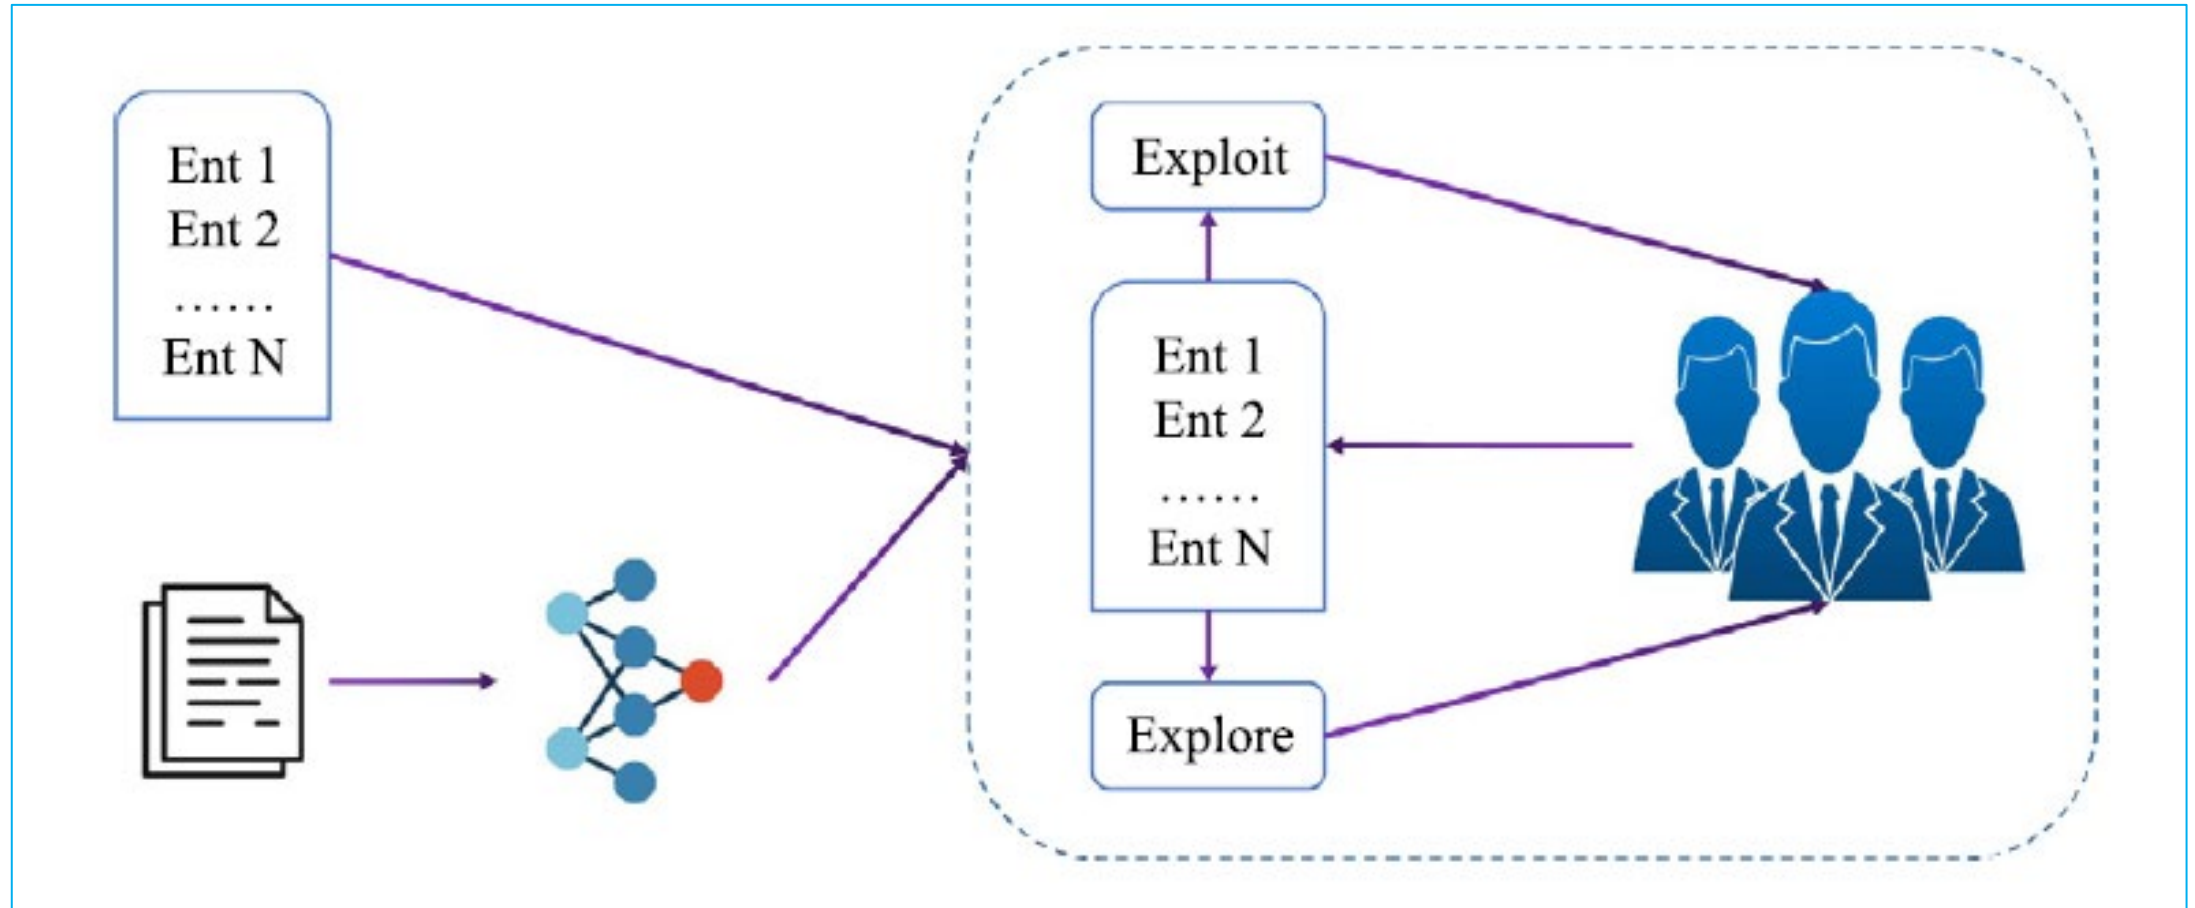 Ent 1
Ent 2
......
Ent N
Exploit
Ent 1
Ent 2
......
Ent N
Explore